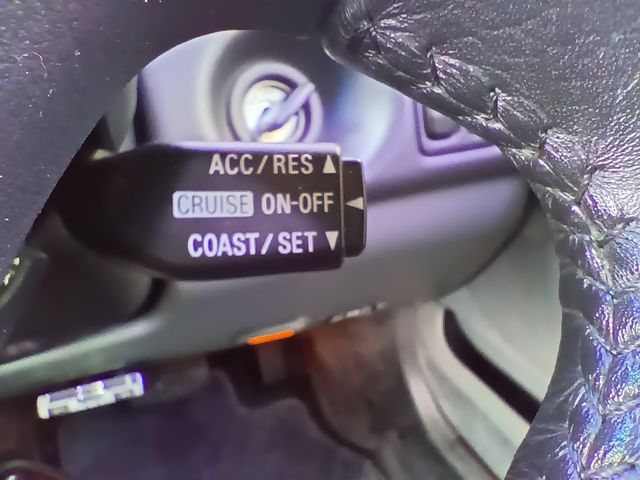 ACC/RES ▲
CRUISE ON-OFF ◄
COAST/SET ▼